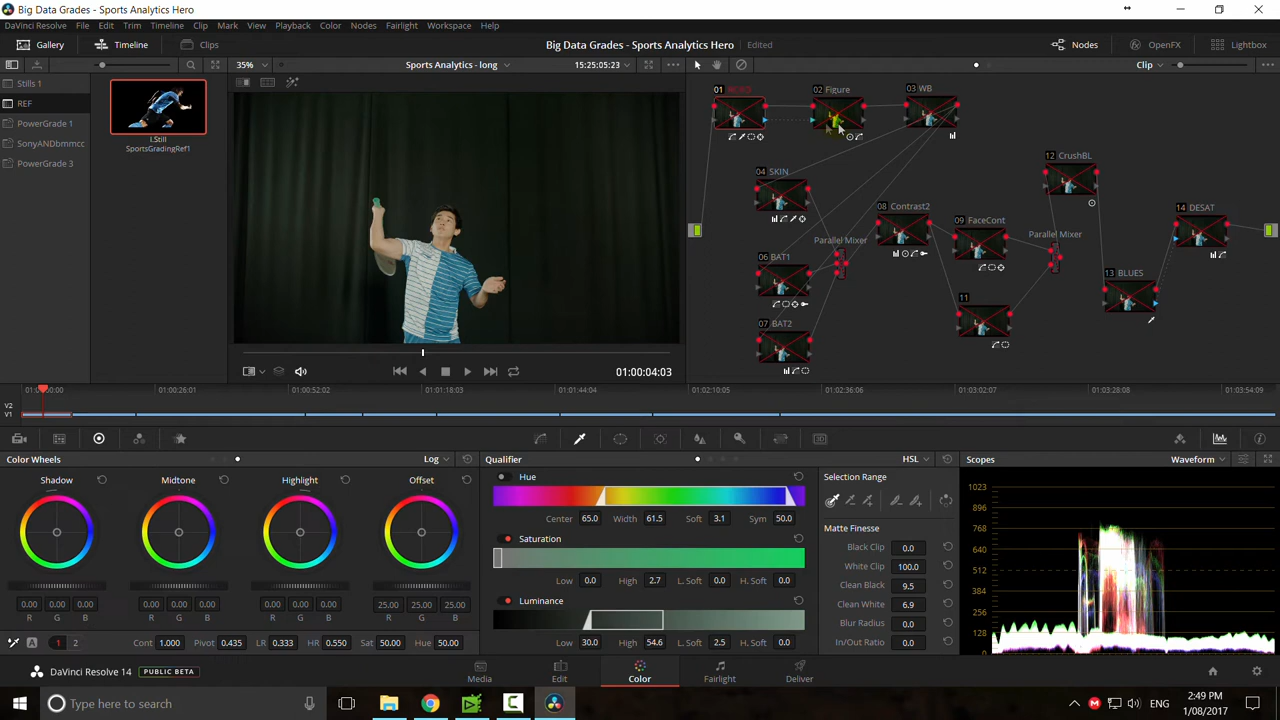 Big Data Grades - Sports Analytics Hero
DaVinci Resolve File Edit Trim Timeline Clip Mark View Playback Color Nodes Fairlight Workspace Help
Gallery Timeline Clips Big Data Grades - Sports Analytics Hero Edited Nodes OpenFX Lightbox
35% Sports Analytics - long 15:25:05:23 Clip
Stills 1
REF
PowerGrade 1
SonyANDbmmcc
PowerGrade 3
I.Still
SportsGradingRef1
01
02 Figure
03 WB
04 SKIN
06 BAT1
07 BAT2
Parallel Mixer
08 Contrast2
09 FaceCont
11
Parallel Mixer
12 CrushBL
13 BLUES
14 DESAT
01:00:04:03
01:00:26:01 01:00:52:02 01:01:18:03 01:01:44:04 01:02:10:05 01:02:36:06 01:03:02:07 01:03:28:08 01:03:54:09
V2
V1
Color Wheels Log
Shadow Midtone Highlight Offset
0.00 0.00 0.00 0.00 0.00 0.00 0.00 0.00 0.00 25.00 25.00 25.00
R G B R G B R G B R G B
A 1 2 Cont 1.000 Pivot 0.435 LR 0.333 HR 0.550 Sat 50.00 Hue 50.00
Qualifier HSL
Hue
Center 65.0 Width 61.5 Soft 3.1 Sym 50.0
Saturation
Low 0.0 High 2.7 L. Soft 0.0 H. Soft 0.0
Luminance
Low 30.0 High 54.6 L. Soft 2.5 H. Soft 0.0
Selection Range
Matte Finesse
Black Clip 0.0
White Clip 100.0
Clean Black 9.5
Clean White 6.9
Blur Radius 0.0
In/Out Ratio 0.0
Scopes Waveform
1023
896
768
640
512
384
256
128
0
DaVinci Resolve 14 PUBLIC BETA
Media Edit Color Fairlight Deliver
Type here to search
ENG
2:49 PM
1/08/2017